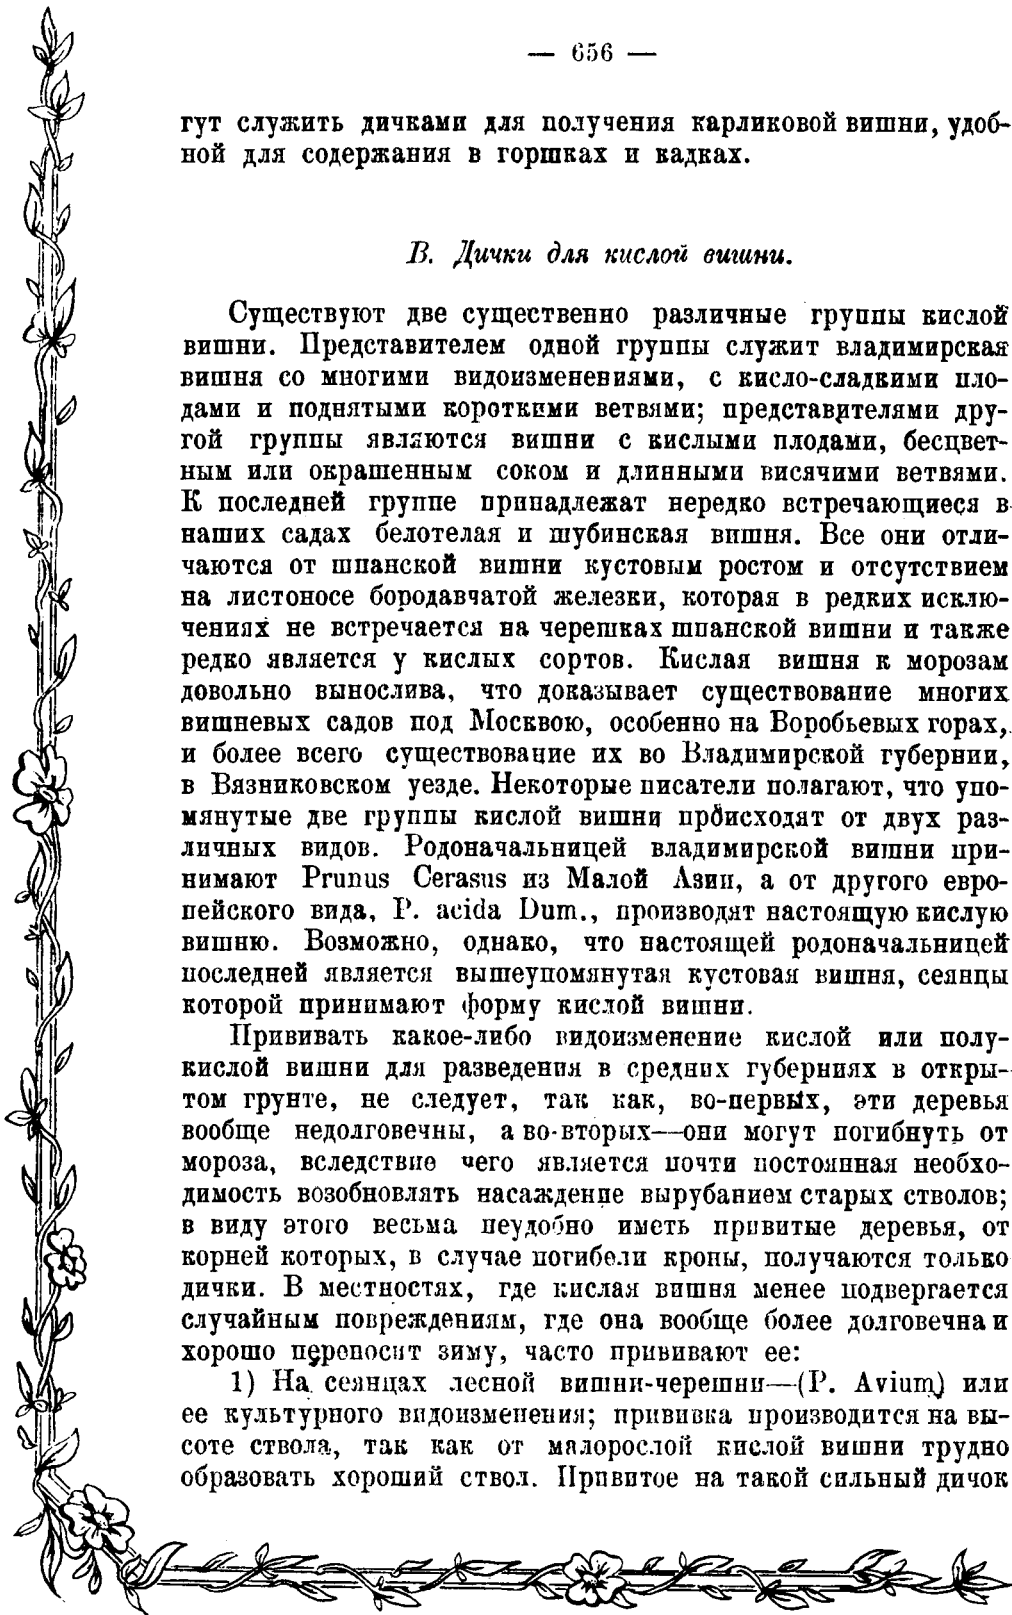 — 656 —
гут служить дичками для получения карликовой вишни, удоб-
ной для содержания в горшках и кадках.
В. Дички для кислой вишни.
Существуют две существенно различные группы кислой
вишни. Представителем одной группы служит владимирская
вишня со многими видоизменениями, с кисло-сладкими пло-
дами и поднятыми короткими ветвями; представителями дру-
гой группы являются вишни с кислыми плодами, бесцвет-
ным или окрашенным соком и длинными висячими ветвями.
К последней группе принадлежат нередко встречающиеся в
наших садах белотелая и шубинская вишня. Все они отли-
чаются от шпанской вишни кустовым ростом и отсутствием
на листоносе бородавчатой железки, которая в редких исклю-
чениях не встречается на черешках шпанской вишни и также
редко является у кислых сортов. Кислая вишня к морозам
довольно вынослива, что доказывает существование многих
вишневых садов под Москвою, особенно на Воробьевых горах,
и более всего существование их во Владимирской губернии,
в Вязниковском уезде. Некоторые писатели полагают, что упо-
мянутые две группы кислой вишни происходят от двух раз-
личных видов. Родоначальницей владимирской вишни при-
нимают Prunus Cerasus из Малой Азии, а от другого евро-
пейского вида, P. acida Dum., производят настоящую кислую
вишню. Возможно, однако, что настоящей родоначальницей
последней является вышеупомянутая кустовая вишня, сеянцы
которой принимают форму кислой вишни.
Прививать какое-либо видоизменение кислой или полу-
кислой вишни для разведения в средних губерниях в откры-
том грунте, не следует, так как, во-первых, эти деревья
вообще недолговечны, а во-вторых—они могут погибнуть от
мороза, вследствие чего является почти постоянная необхо-
димость возобновлять насаждение вырубанием старых стволов;
в виду этого весьма неудобно иметь привитые деревья, от
корней которых, в случае погибели кроны, получаются только
дички. В местностях, где кислая вишня менее подвергается
случайным повреждениям, где она вообще более долговечна и
хорошо переносит зиму, часто прививают ее:
1) На сеянцах лесной вишни-черешни—(P. Avium) или
ее культурного видоизменения; прививка производится на вы-
соте ствола, так как от малорослой кислой вишни трудно
образовать хороший ствол. Привитое на такой сильный дичок